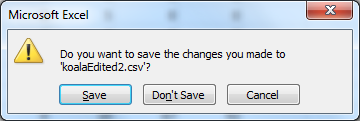 Microsoft Excel
Do you want to save the changes you made to
'koalaEdited2.csv'?
Save Don't Save Cancel